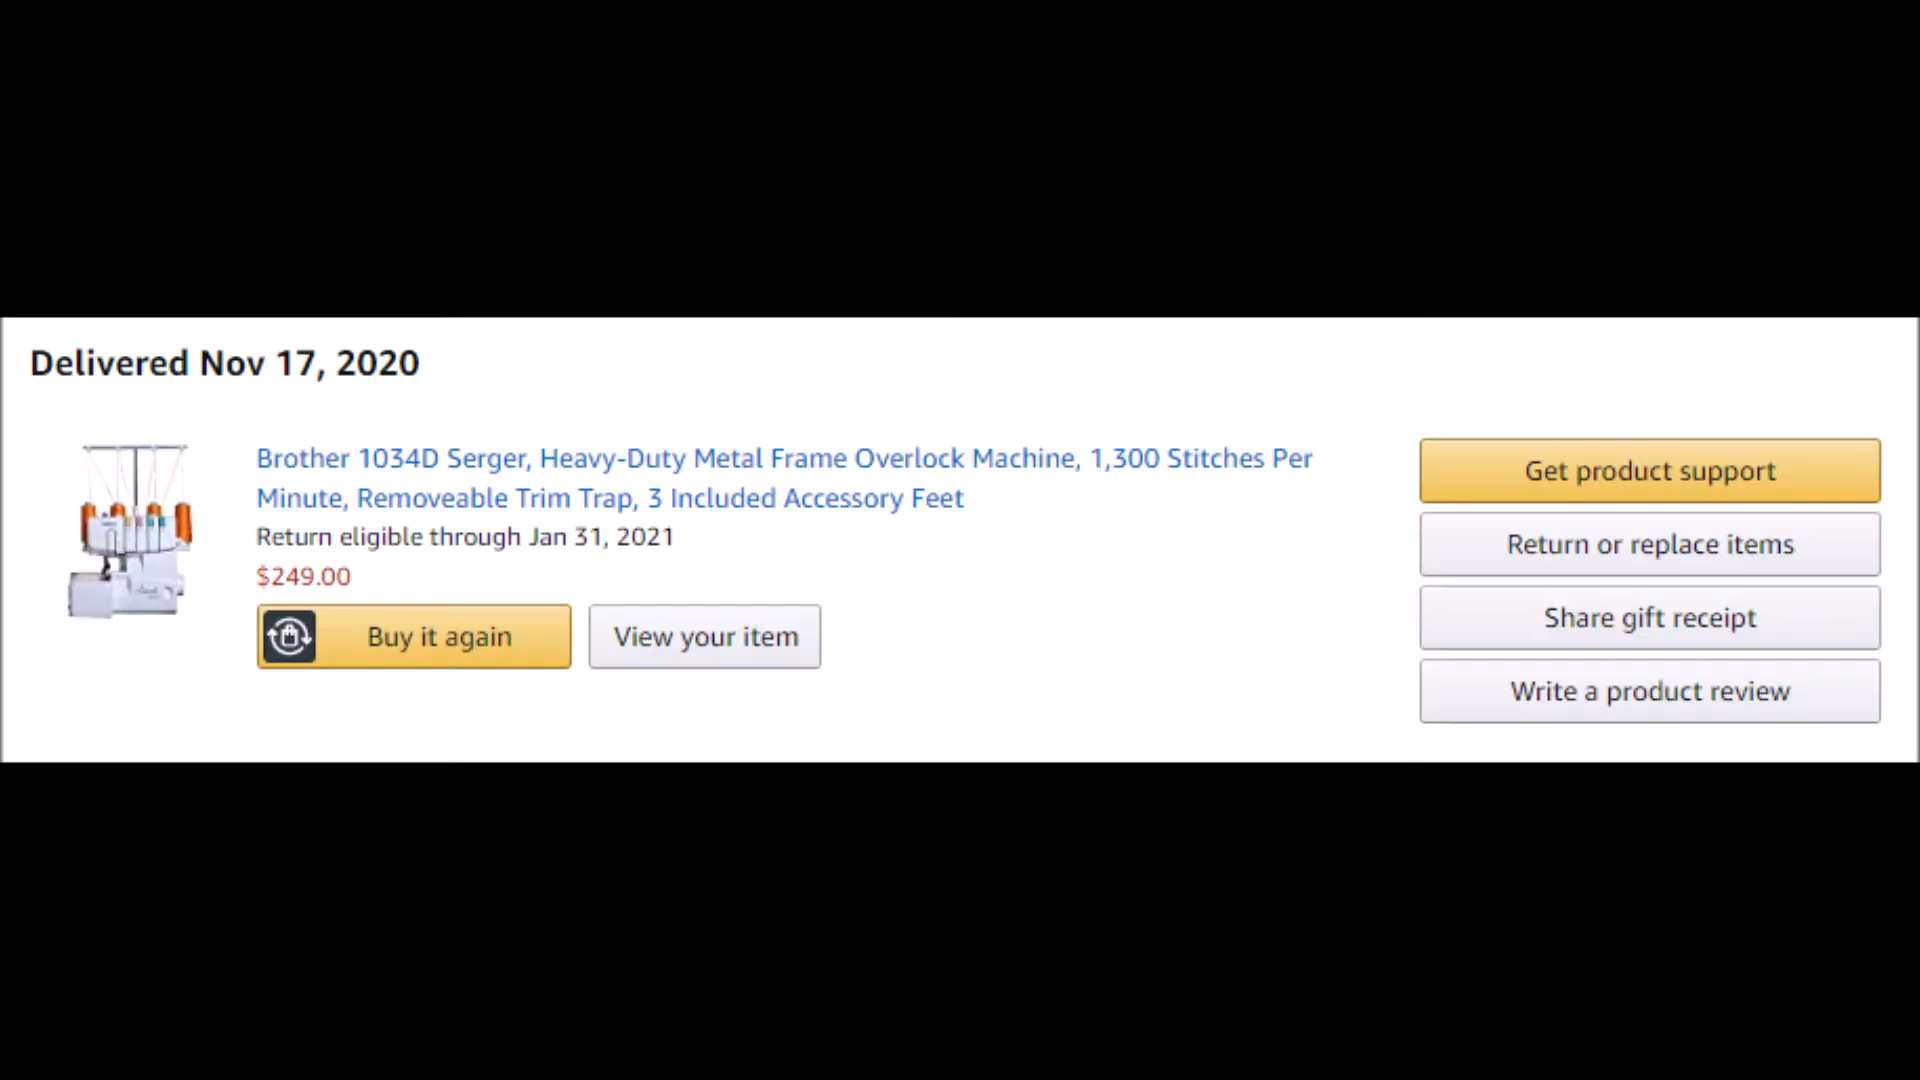 Delivered Nov 17, 2020
Brother 1034D Serger, Heavy-Duty Metal Frame Overlock Machine, 1,300 Stitches Per
Minute, Removeable Trim Trap, 3 Included Accessory Feet
Return eligible through Jan 31, 2021
$249.00
Buy it again
View your item
Get product support
Return or replace items
Share gift receipt
Write a product review